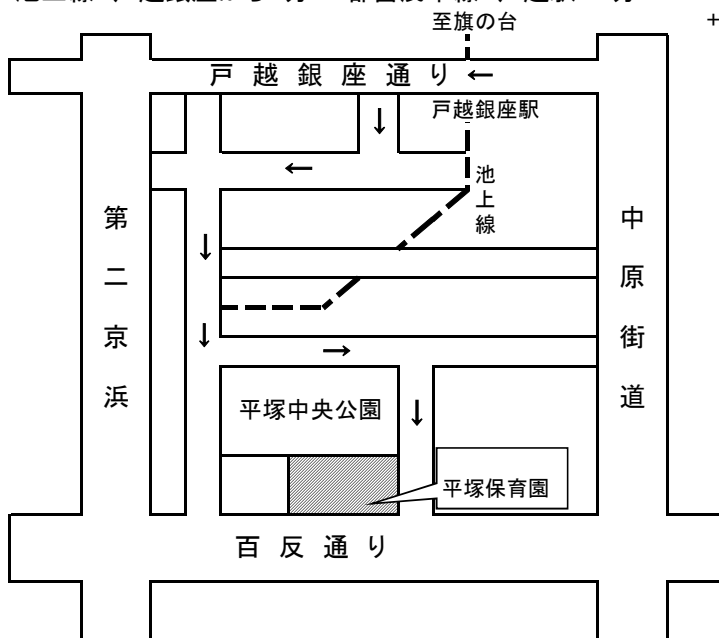 至旗の台
戸越銀座通り ←
戸越銀座駅
↓
←
池上線
第二京浜
中原街道
↓
↓
→
平塚中央公園
↓
平塚保育園
百反通り